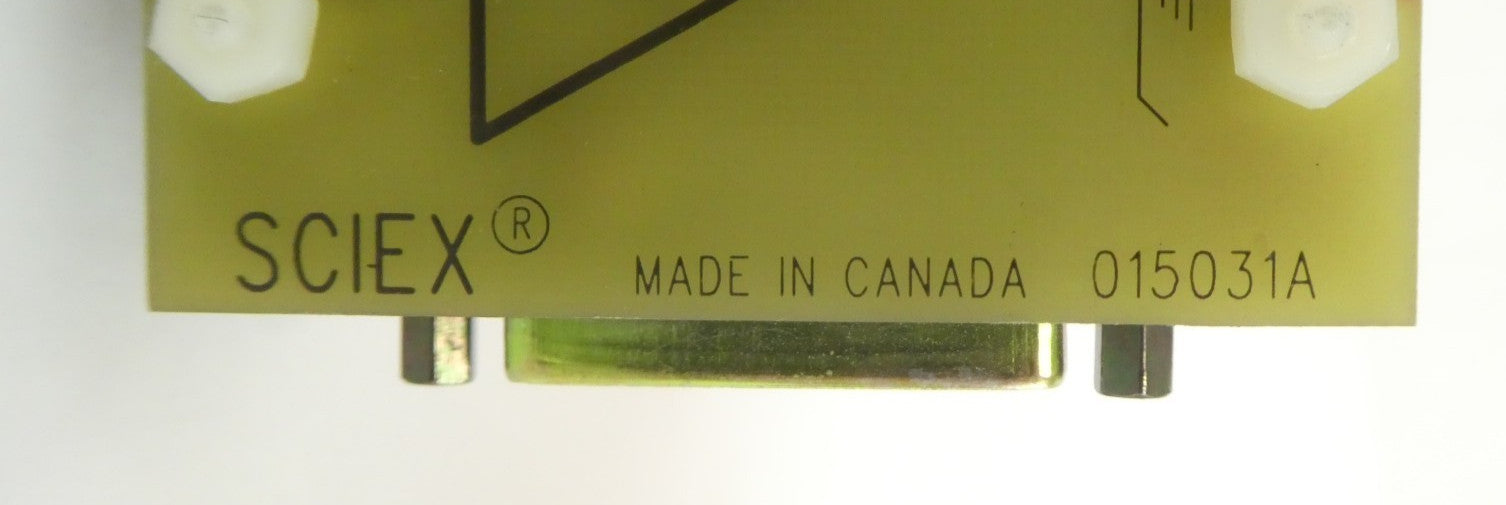 SCIEX® MADE IN CANADA 015031A